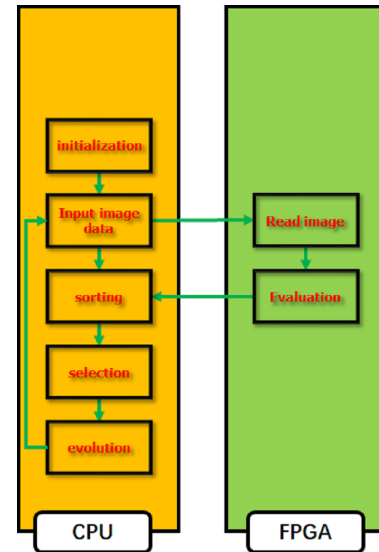 initialization
Input image
data
Read image
sorting
Evaluation
selection
evolution
CPU
FPGA